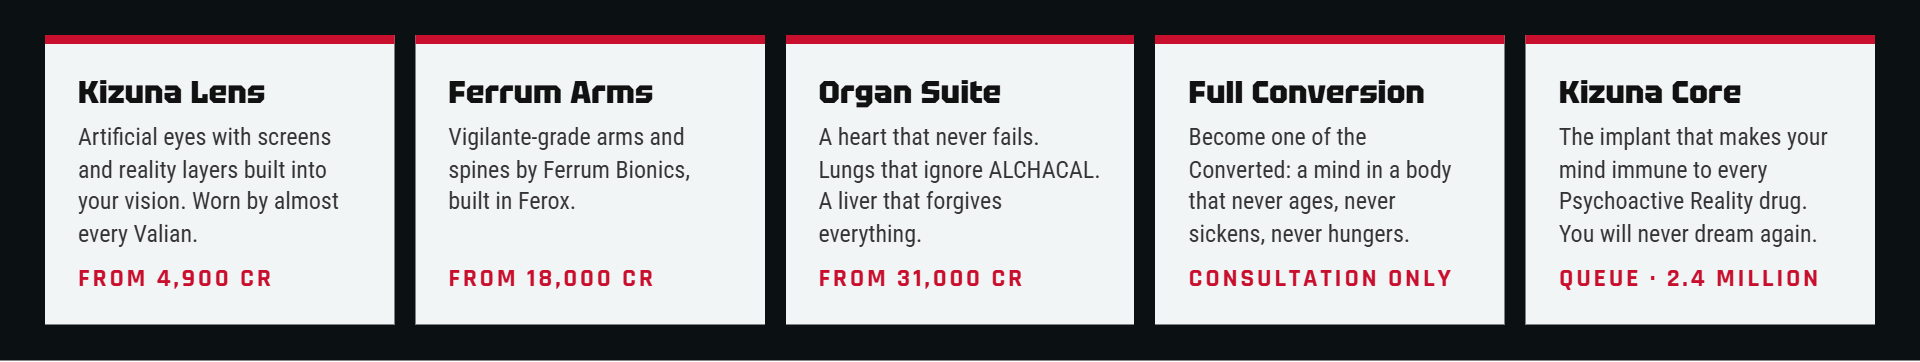 Kizuna Lens
Artificial eyes with screens
and reality layers built into
your vision. Worn by almost
every Valian.
FROM 4,900 CR
Ferrum Arms
Vigilante-grade arms and
spines by Ferrum Bionics,
built in Ferox.
FROM 18,000 CR
Organ Suite
A heart that never fails.
Lungs that ignore ALCHACAL.
A liver that forgives
everything.
FROM 31,000 CR
Full Conversion
Become one of the
Converted: a mind in a body
that never ages, never
sickens, never hungers.
CONSULTATION ONLY
Kizuna Core
The implant that makes your
mind immune to every
Psychoactive Reality drug.
You will never dream again.
QUEUE · 2.4 MILLION